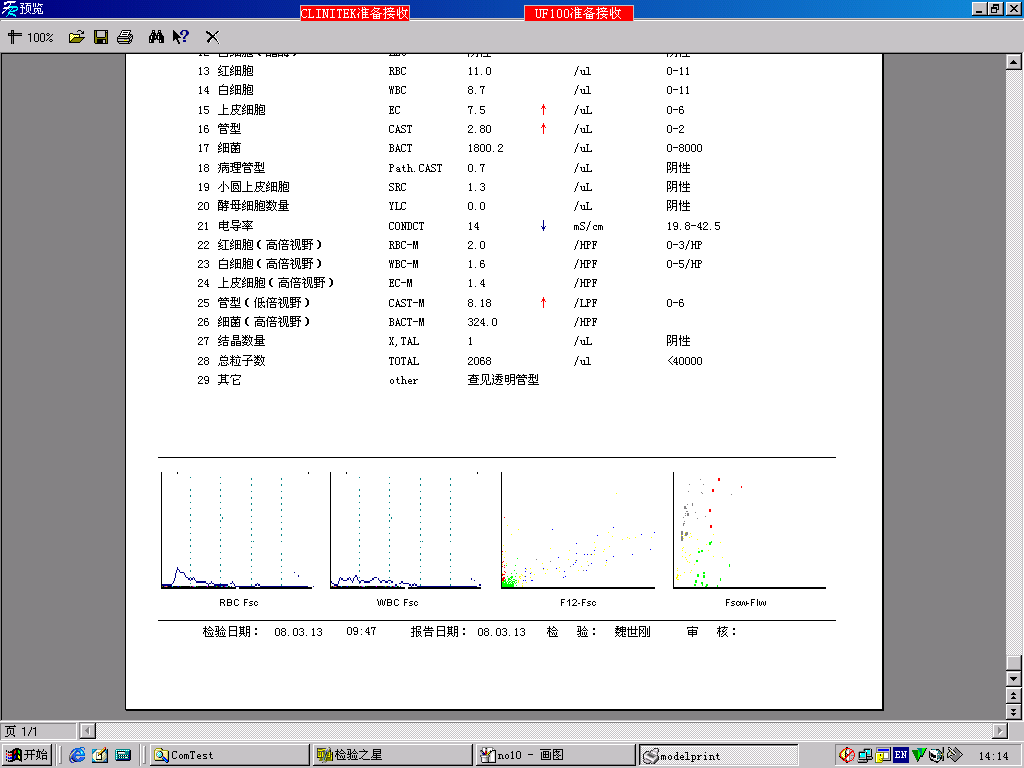 预览
CLINITEK准备接收 UF100准备接收
100%
13 红细胞 RBC 11.0 /ul 0-11
14 白细胞 WBC 8.7 /ul 0-11
15 上皮细胞 EC 7.5 ↑ /uL 0-6
16 管型 CAST 2.80 ↑ /uL 0-2
17 细菌 BACT 1800.2 /uL 0-8000
18 病理管型 Path.CAST 0.7 /uL 阴性
19 小圆上皮细胞 SRC 1.3 /uL 阴性
20 酵母细胞数量 YLC 0.0 /uL 阴性
21 电导率 CONDCT 14 ↓ mS/cm 19.8-42.5
22 红细胞(高倍视野) RBC-M 2.0 /HPF 0-3/HP
23 白细胞(高倍视野) WBC-M 1.6 /HPF 0-5/HP
24 上皮细胞(高倍视野) EC-M 1.4 /HPF
25 管型(低倍视野) CAST-M 8.18 ↑ /LPF 0-6
26 细菌(高倍视野) BACT-M 324.0 /HPF
27 结晶数量 X,TAL 1 /uL 阴性
28 总粒子数 TOTAL 2068 /ul <40000
29 其它 other 查见透明管型
RBC Fsc WBC Fsc F12-Fsc Fscw-Flw
检验日期: 08.03.13 09:47 报告日期: 08.03.13 检 验: 魏世刚 审 核:
页 1/1
开始 ComTest 检验之星 no10 - 画图 modelprint EN 14:14